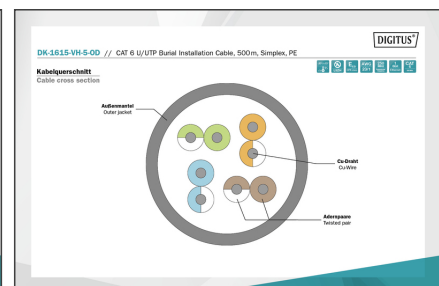 DIGITUS®
DK-1615-VH-5-OD // CAT 6 U/UTP Burial Installation Cable, 500m, Simplex, PE
Kabelquerschnitt
Cable cross section
Außenmantel
Outer jacket
Cu-Draht
Cu-Wire
Aderspaare
Twisted pair